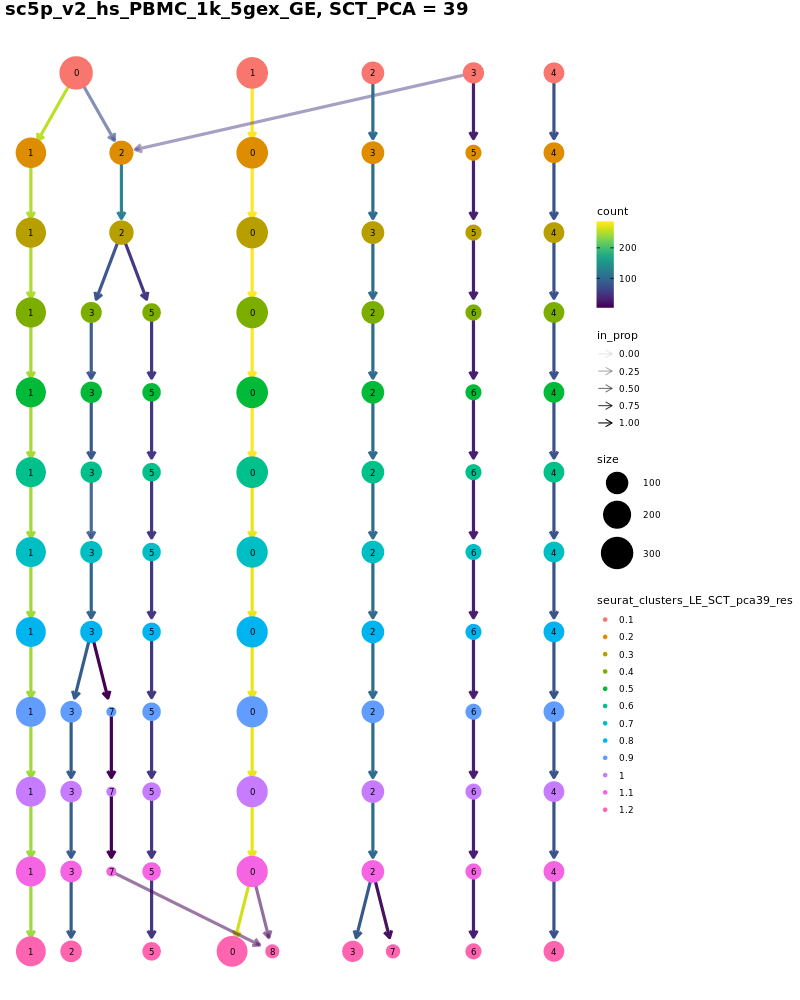 sc5p_v2_hs_PBMC_1k_5gex_GE, SCT_PCA = 39
0 1 2 3 4
1 2 0 3 5 4
1 2 0 3 5 4
1 3 5 0 2 6 4
1 3 5 0 2 6 4
1 3 5 0 2 6 4
1 3 5 0 2 6 4
1 3 5 0 2 6 4
1 3 7 5 0 2 6 4
1 3 7 5 0 2 6 4
1 3 7 5 0 2 6 4
1 2 5 0 8 3 7 6 4
count
200
100
in_prop
0.00
0.25
0.50
0.75
1.00
size
100
200
300
seurat_clusters_LE_SCT_pca39_res
0.1
0.2
0.3
0.4
0.5
0.6
0.7
0.8
0.9
1
1.1
1.2